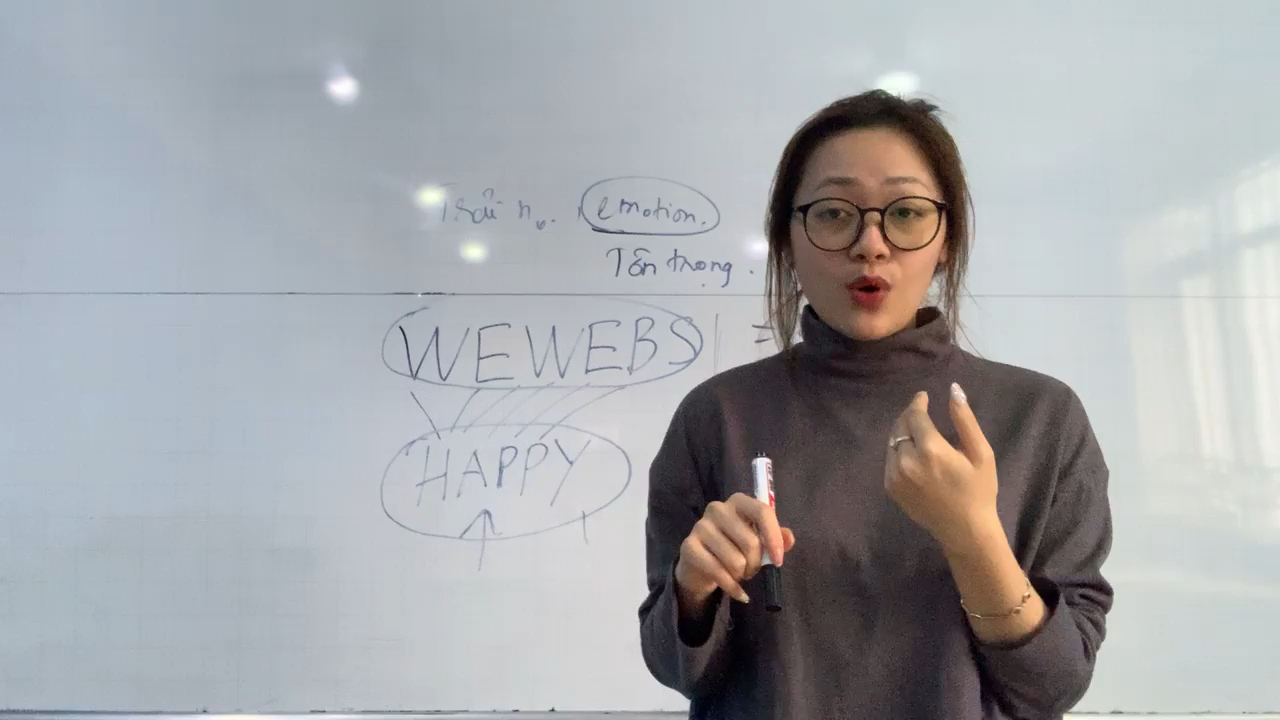 emotion.
Tôn trọng.
WEWEBS =
HAPPY